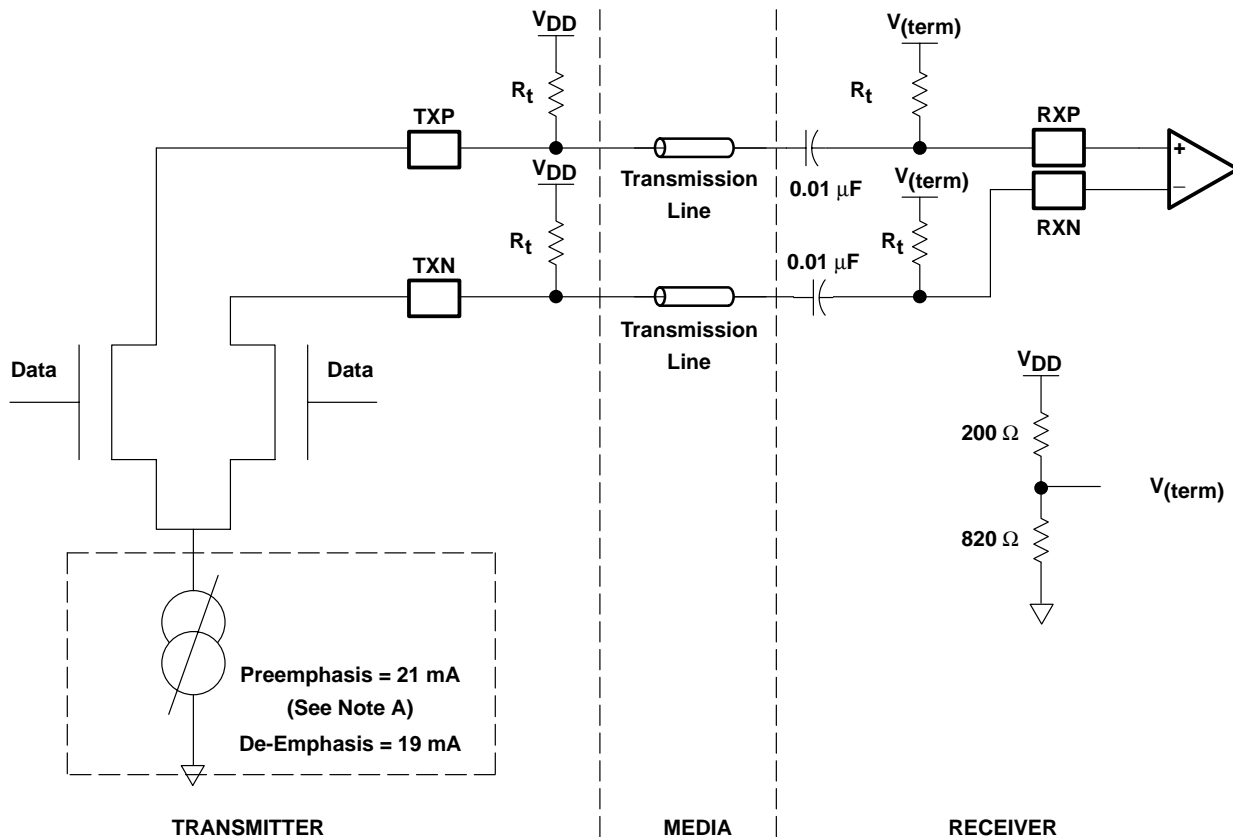 VDD
V(term)
Rt
Rt
TXP
RXP
VDD
Transmission
Line
0.01 µF
V(term)
+
−
RXN
Rt
Rt
TXN
0.01 µF
Transmission
Line
Data
Data
VDD
200 Ω
V(term)
820 Ω
Preemphasis = 21 mA
(See Note A)
De-Emphasis = 19 mA
TRANSMITTER
MEDIA
RECEIVER